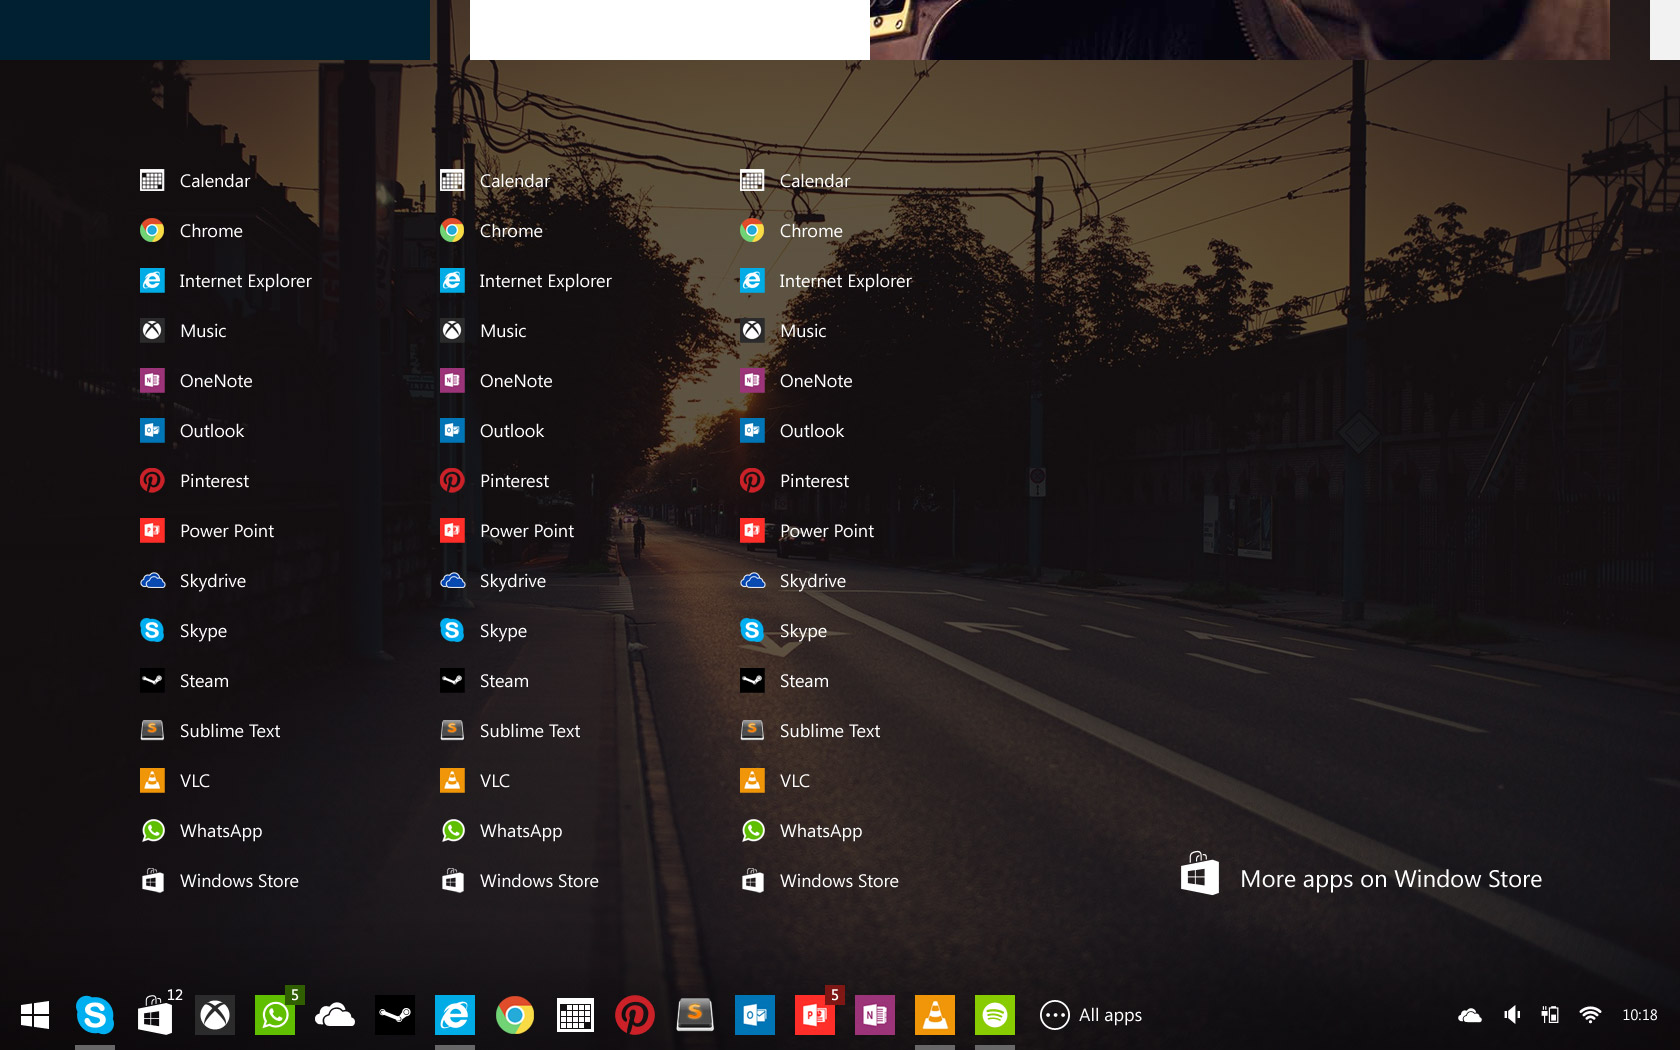 Calendar
Chrome
Internet Explorer
Music
OneNote
Outlook
Pinterest
Power Point
Skydrive
Skype
Steam
Sublime Text
VLC
WhatsApp
Windows Store
Calendar
Chrome
Internet Explorer
Music
OneNote
Outlook
Pinterest
Power Point
Skydrive
Skype
Steam
Sublime Text
VLC
WhatsApp
Windows Store
Calendar
Chrome
Internet Explorer
Music
OneNote
Outlook
Pinterest
Power Point
Skydrive
Skype
Steam
Sublime Text
VLC
WhatsApp
Windows Store
More apps on Window Store
12
5
5
All apps
10:18